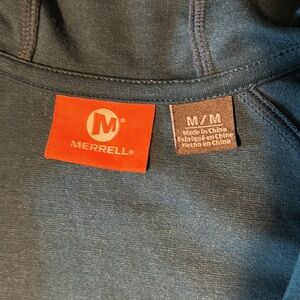 M®
MERRELL®
M/M
Made in China
Fabriqué en Chine
Hecho en China